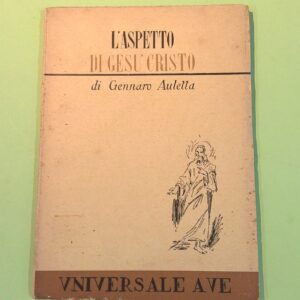 L'ASPETTO
DI GESU' CRISTO
di Gennaro Auletta
VNIVERSALE AVE